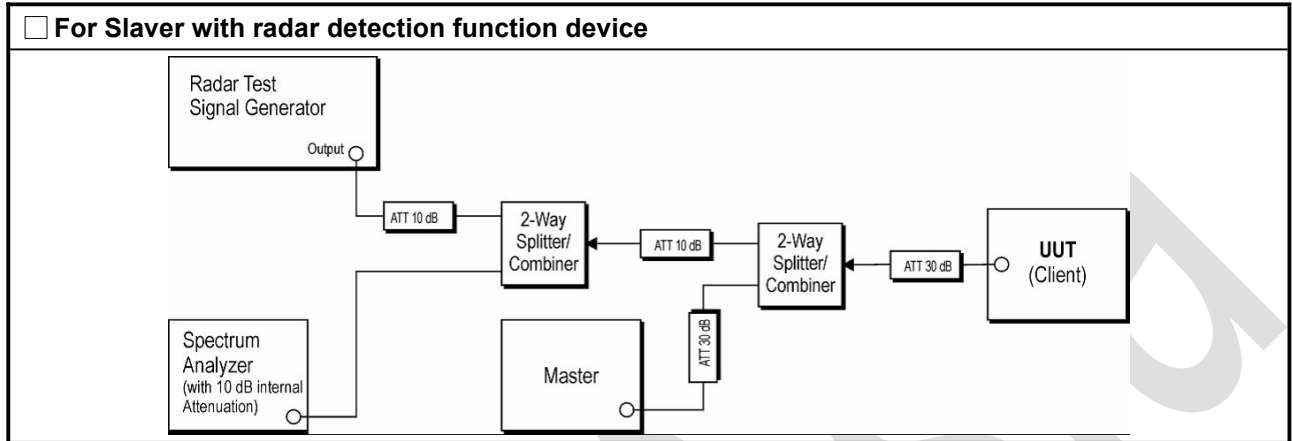 ☐ For Slaver with radar detection function device
Radar Test
Signal Generator
Output
ATT 10 dB
2-Way
Splitter/
Combiner
ATT 10 dB
2-Way
Splitter/
Combiner
ATT 30 dB
UUT
(Client)
Spectrum
Analyzer
(with 10 dB internal
Attenuation)
Master
ATT 30 dB